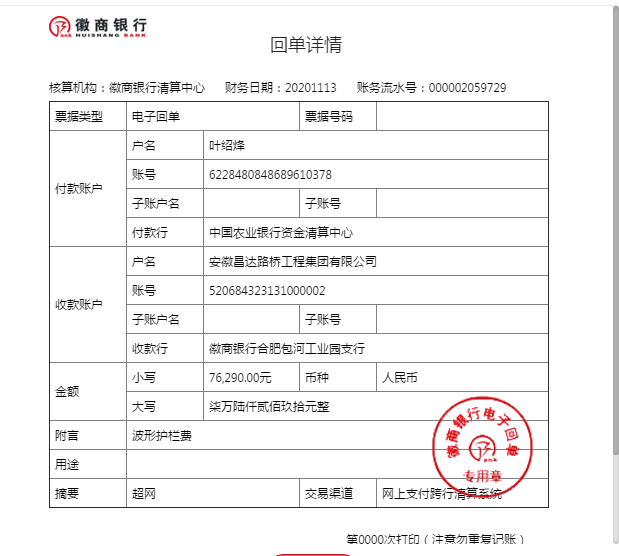 徽商银行
HUISHANG BANK
回单详情
核算机构：徽商银行清算中心 财务日期：20201113 账务流水号：000002059729
票据类型 电子回单 票据号码
付款账户
户名 叶绍烽
账号 6228480848689610378
子账户名 子账号
付款行 中国农业银行资金清算中心
收款账户
户名 安徽昌达路桥工程集团有限公司
账号 520684323131000002
子账户名 子账号
收款行 徽商银行合肥包河工业园支行
金额
小写 76,290.00元 币种 人民币
大写 柒万陆仟贰佰玖拾元整
附言 波形护栏费
用途
摘要 超网 交易渠道 网上支付跨行清算系统
徽商银行电子回单
专用章
第0000次打印（注意勿重复记账）